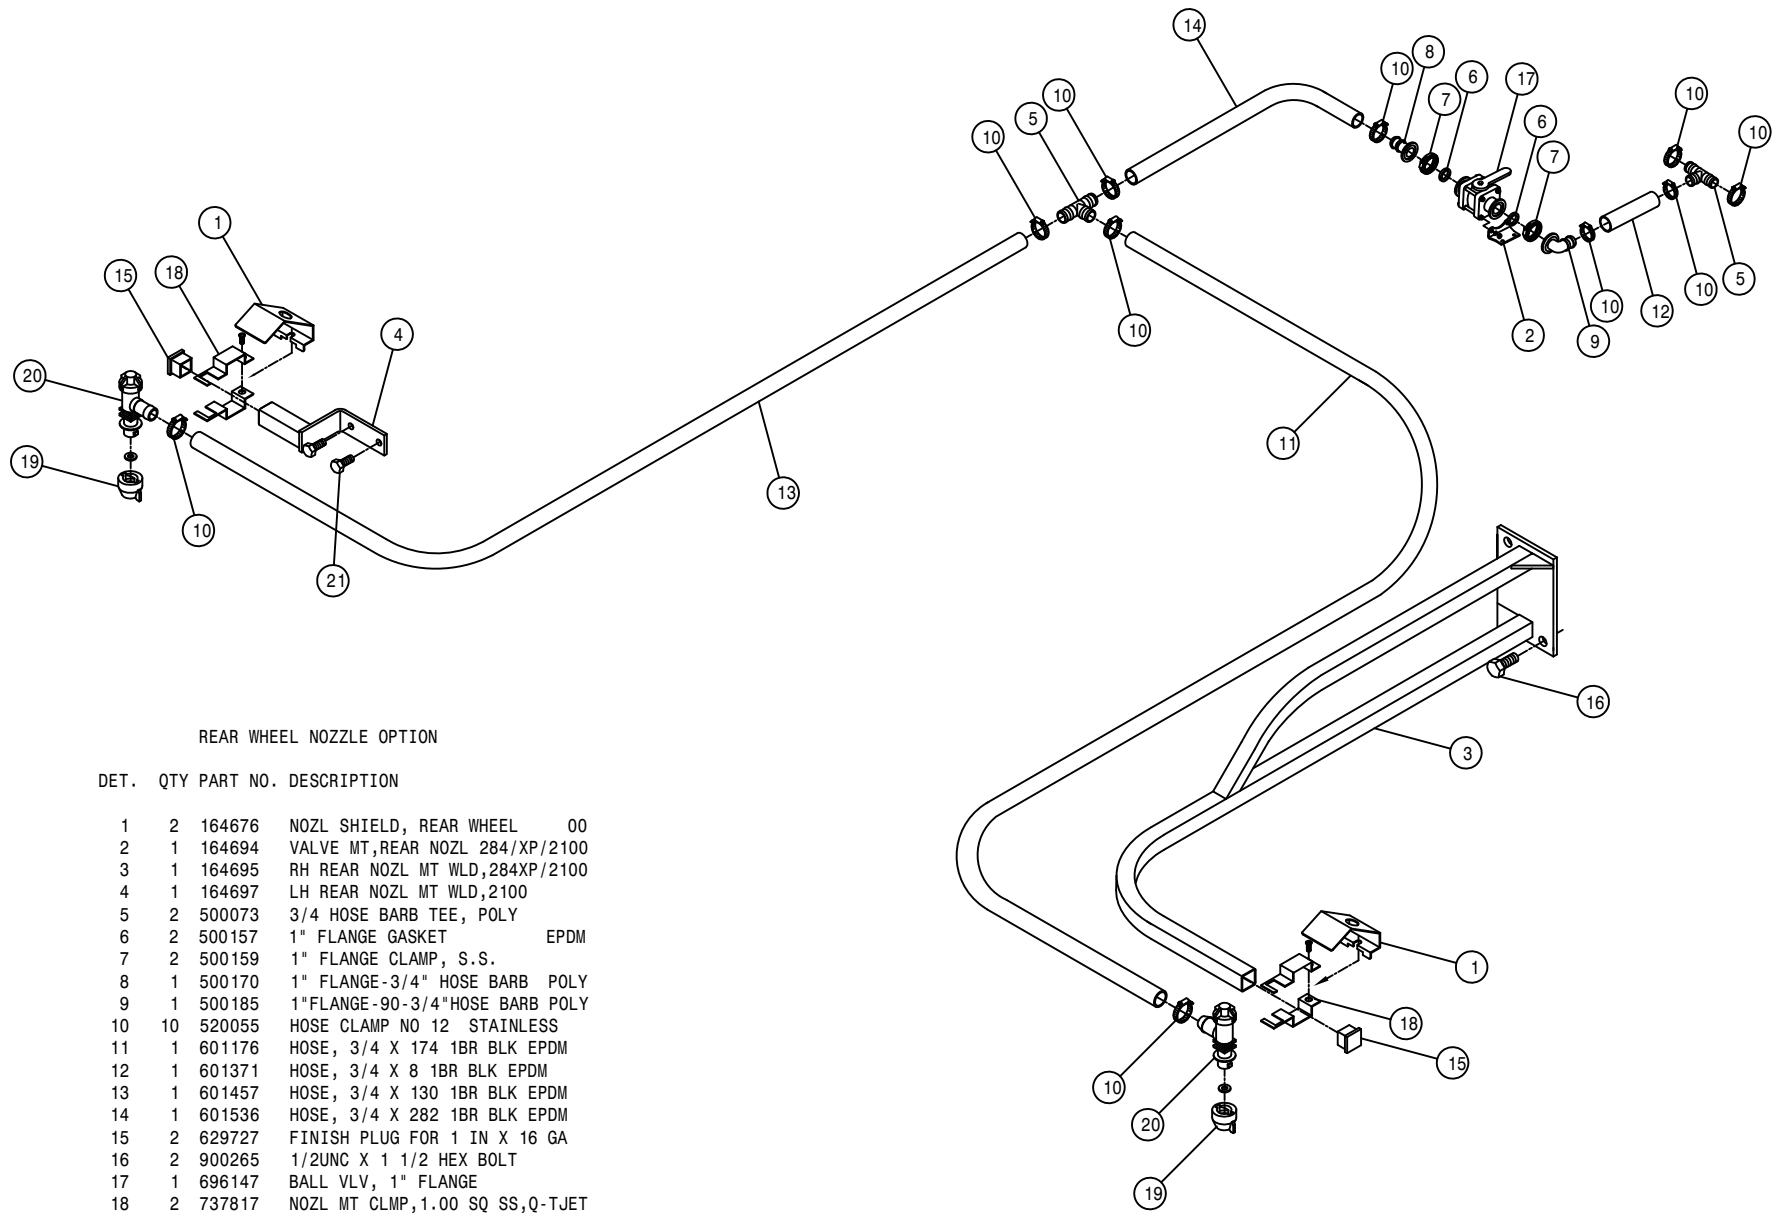 14
8
10
6
17
10
7
10
5
10
6
10
10
7
1
15
18
4
10
10
5
12
10
2
9
20
11
19
13
10
21
16
3
REAR WHEEL NOZZLE OPTION
DET. QTY PART NO. DESCRIPTION
1 2 164676 NOZL SHIELD, REAR WHEEL 00
2 1 164694 VALVE MT,REAR NOZL 284/XP/2100
3 1 164695 RH REAR NOZL MT WLD,284XP/2100
4 1 164697 LH REAR NOZL MT WLD,2100
5 2 500073 3/4 HOSE BARB TEE, POLY
6 2 500157 1" FLANGE GASKET EPDM
7 2 500159 1" FLANGE CLAMP, S.S.
8 1 500170 1" FLANGE-3/4" HOSE BARB POLY
9 1 500185 1"FLANGE-90-3/4"HOSE BARB POLY
10 10 520055 HOSE CLAMP NO 12 STAINLESS
11 1 601176 HOSE, 3/4 X 174 1BR BLK EPDM
12 1 601371 HOSE, 3/4 X 8 1BR BLK EPDM
13 1 601457 HOSE, 3/4 X 130 1BR BLK EPDM
14 1 601536 HOSE, 3/4 X 282 1BR BLK EPDM
15 2 629727 FINISH PLUG FOR 1 IN X 16 GA
16 2 900265 1/2UNC X 1 1/2 HEX BOLT
17 1 696147 BALL VLV, 1" FLANGE
18 2 737817 NOZL MT CLMP,1.00 SQ SS,Q-TJET
1
18
15
10
20
19